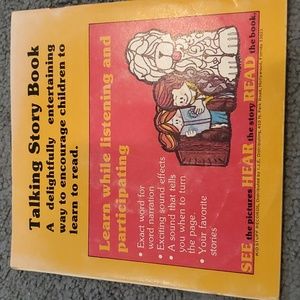 Talking Story Book
A delightfully entertaining
way to encourage children to
learn to read.
Learn while listening and
participating
• Exact word for
word narration
• Exciting sound effects
• A sound that tells
you when to turn
the page.
• Your favorite
stories
SEE the pictures HEAR the story READ the book.